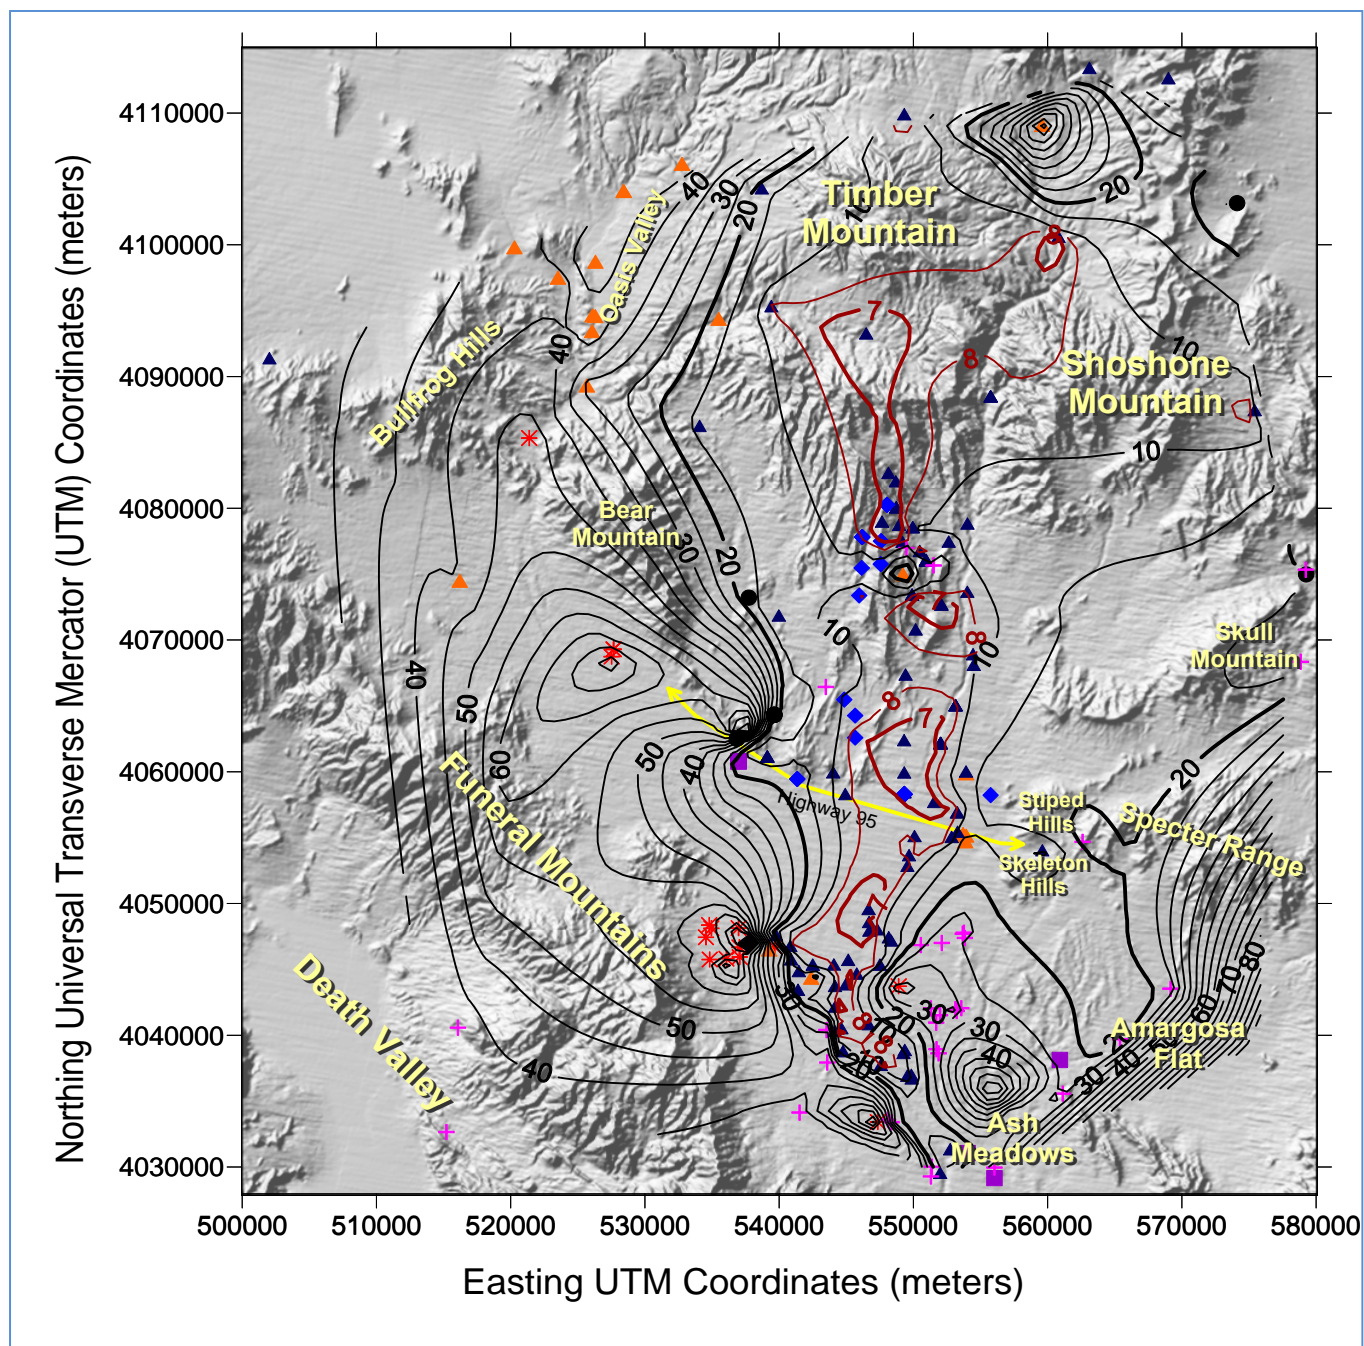 4110000
4100000
4090000
4080000
4070000
4060000
4050000
4040000
4030000
500000
510000
520000
530000
540000
550000
560000
570000
580000
Northing Universal Transverse Mercator (UTM) Coordinates (meters)
Easting UTM Coordinates (meters)
Timber
Mountain
Shoshone
Mountain
Oasis Valley
Bullfrog Hills
Bear
Mountain
Skull
Mountain
Funeral Mountains
Death Valley
Highway 95
Stiped
Hills
Skeleton
Hills
Specter Range
Amargosa
Flat
Ash
Meadows
40
30
20
10
20
8
7
8
10
10
40
30
20
10
8
10
40
50
60
50
40
8
7
20
30
50
40
20
30
30
40
20
30
40
60
70
80